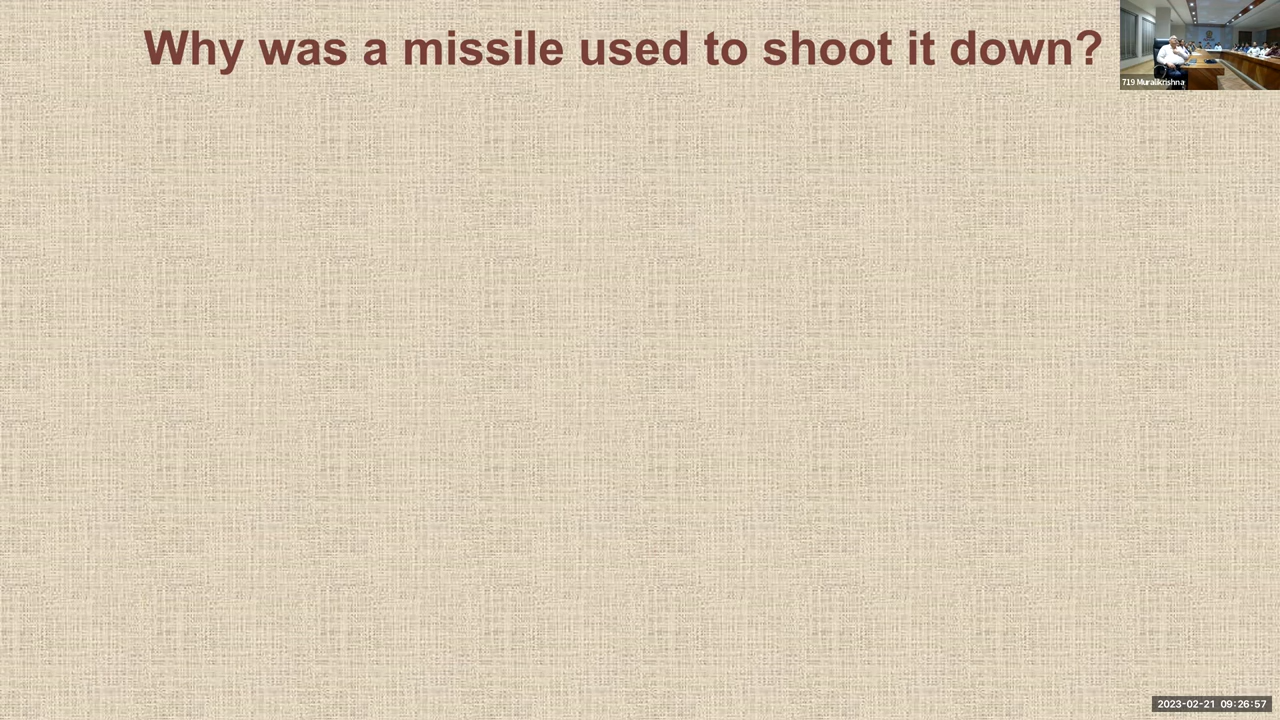 Why was a missile used to shoot it down?
719 Muralikrishna
2023-02-21 09:26:57